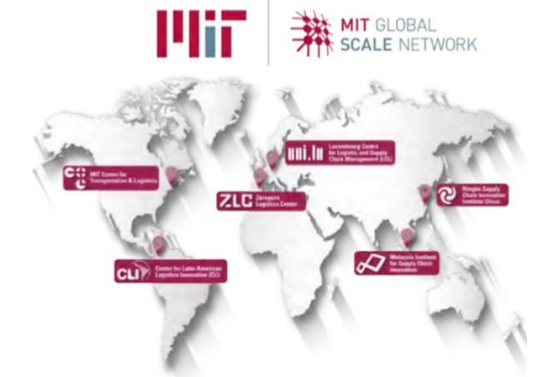 MIT
MIT GLOBAL
SCALE NETWORK
uni.lu
Luxembourg Centre
for Logistics and Supply
Chain Management (LCL)
MIT Center for
Transportation & Logistics
ZLC
Zaragoza
Logistics Center
Ningbo Supply
Chain Innovation
Institute China
CLI
Center for Latin-American
Logistics Innovation (CLI)
Malaysia Institute
for Supply Chain
Innovation